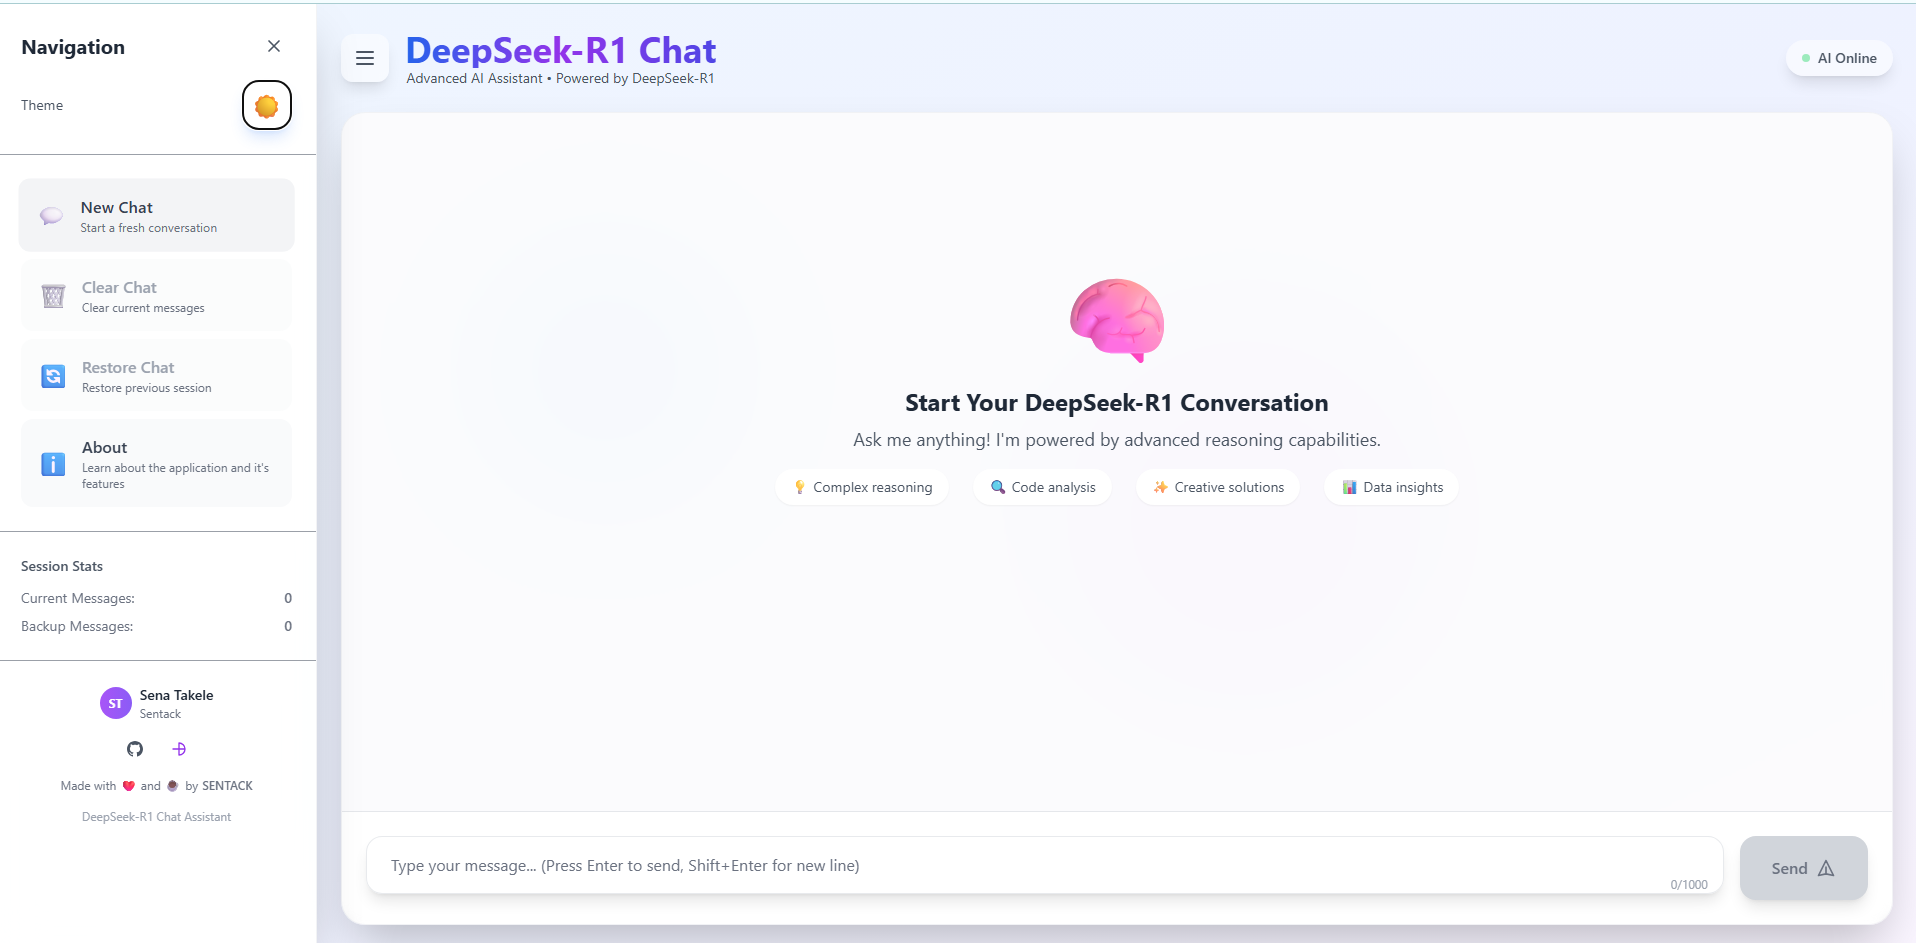 Navigation
Theme
New Chat
Start a fresh conversation
Clear Chat
Clear current messages
Restore Chat
Restore previous session
About
Learn about the application and it's
features
Session Stats
Current Messages: 0
Backup Messages: 0
ST
Sena Takele
Sentack
Made with ❤️ and ☕ by SENTACK
DeepSeek-R1 Chat Assistant
DeepSeek-R1 Chat
Advanced AI Assistant • Powered by DeepSeek-R1
AI Online
Start Your DeepSeek-R1 Conversation
Ask me anything! I'm powered by advanced reasoning capabilities.
Complex reasoning
Code analysis
Creative solutions
Data insights
Type your message... (Press Enter to send, Shift+Enter for new line)
0/1000
Send